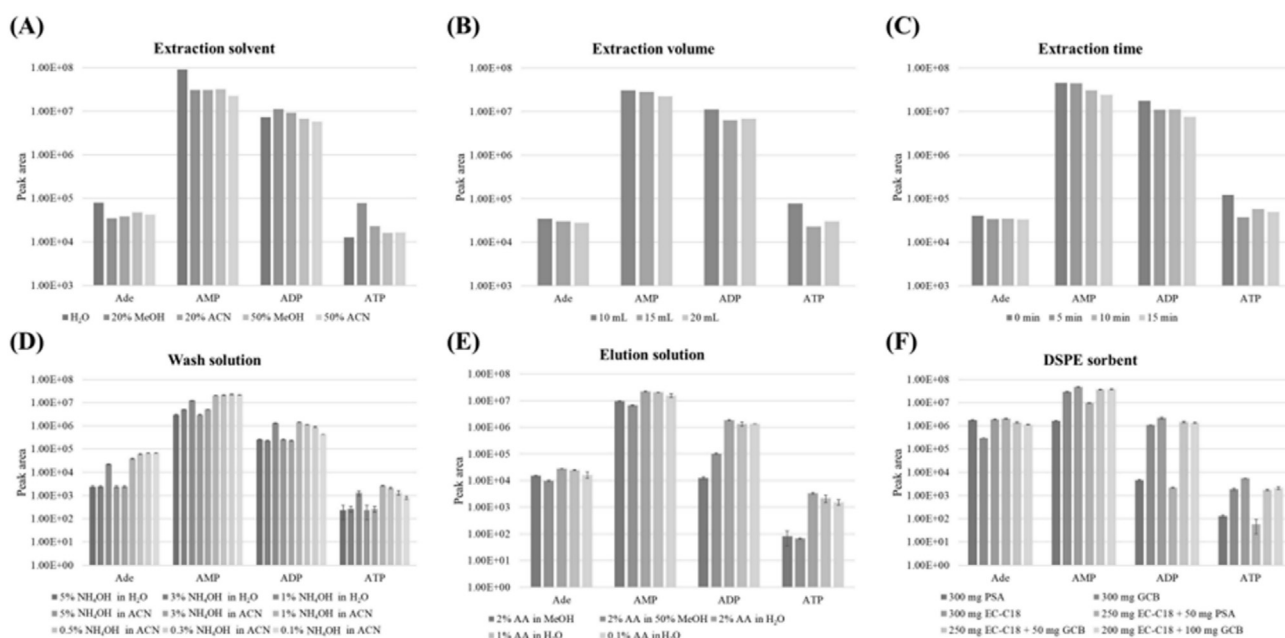 (A)
Extraction solvent
Peak area
1.00E+08
1.00E+07
1.00E+06
1.00E+05
1.00E+04
1.00E+03
Ade AMP ADP ATP
H₂O 20% MeOH 20% ACN 50% MeOH 50% ACN
(B)
Extraction volume
Peak area
1.00E+08
1.00E+07
1.00E+06
1.00E+05
1.00E+04
1.00E+03
Ade AMP ADP ATP
10 mL 15 mL 20 mL
(C)
Extraction time
Peak area
1.00E+08
1.00E+07
1.00E+06
1.00E+05
1.00E+04
1.00E+03
Ade AMP ADP ATP
0 min 5 min 10 min 15 min
(D)
Wash solution
Peak area
1.00E+08
1.00E+07
1.00E+06
1.00E+05
1.00E+04
1.00E+03
1.00E+02
1.00E+01
1.00E+00
Ade AMP ADP ATP
5% NH₄OH in H₂O 3% NH₄OH in H₂O 1% NH₄OH in H₂O
5% NH₄OH in ACN 3% NH₄OH in ACN 1% NH₄OH in ACN
0.5% NH₄OH in ACN 0.3% NH₄OH in ACN 0.1% NH₄OH in ACN
(E)
Elution solution
Peak area
1.00E+08
1.00E+07
1.00E+06
1.00E+05
1.00E+04
1.00E+03
1.00E+02
1.00E+01
1.00E+00
Ade AMP ADP ATP
2% AA in MeOH 2% AA in 50% MeOH 2% AA in H₂O
1% AA in H₂O 0.1% AA in H₂O
(F)
DSPE sorbent
Peak area
1.00E+08
1.00E+07
1.00E+06
1.00E+05
1.00E+04
1.00E+03
1.00E+02
1.00E+01
1.00E+00
Ade AMP ADP ATP
300 mg PSA 300 mg GCB
300 mg EC-C18 250 mg EC-C18 + 50 mg PSA
250 mg EC-C18 + 50 mg GCB 200 mg EC-C18 + 100 mg GCB